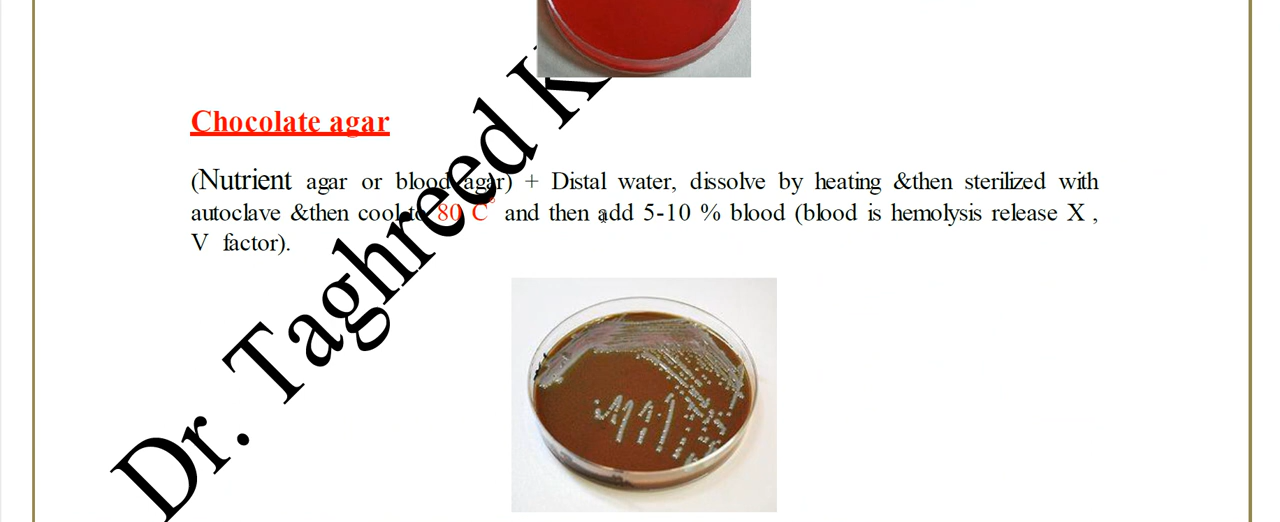 Chocolate agar
(Nutrient agar or blood agar) + Distal water, dissolve by heating &then sterilized with
autoclave &then cool to 80 C° and then add 5-10 % blood (blood is hemolysis release X ,
V factor).
Dr. Taghreed K